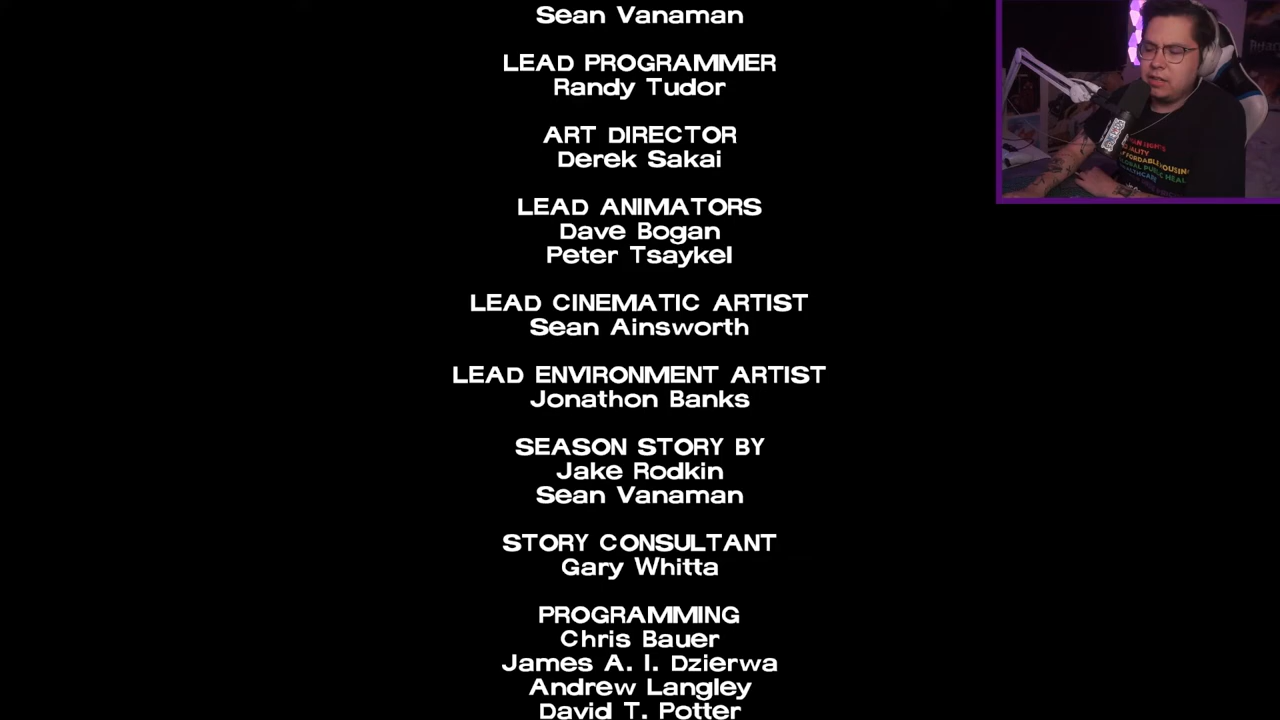 Sean Vanaman
LEAD PROGRAMMER
Randy Tudor
ART DIRECTOR
Derek Sakai
LEAD ANIMATORS
Dave Bogan
Peter Tsaykel
LEAD CINEMATIC ARTIST
Sean Ainsworth
LEAD ENVIRONMENT ARTIST
Jonathon Banks
SEASON STORY BY
Jake Rodkin
Sean Vanaman
STORY CONSULTANT
Gary Whitta
PROGRAMMING
Chris Bauer
James A. I. Dzierwa
Andrew Langley
David T. Potter